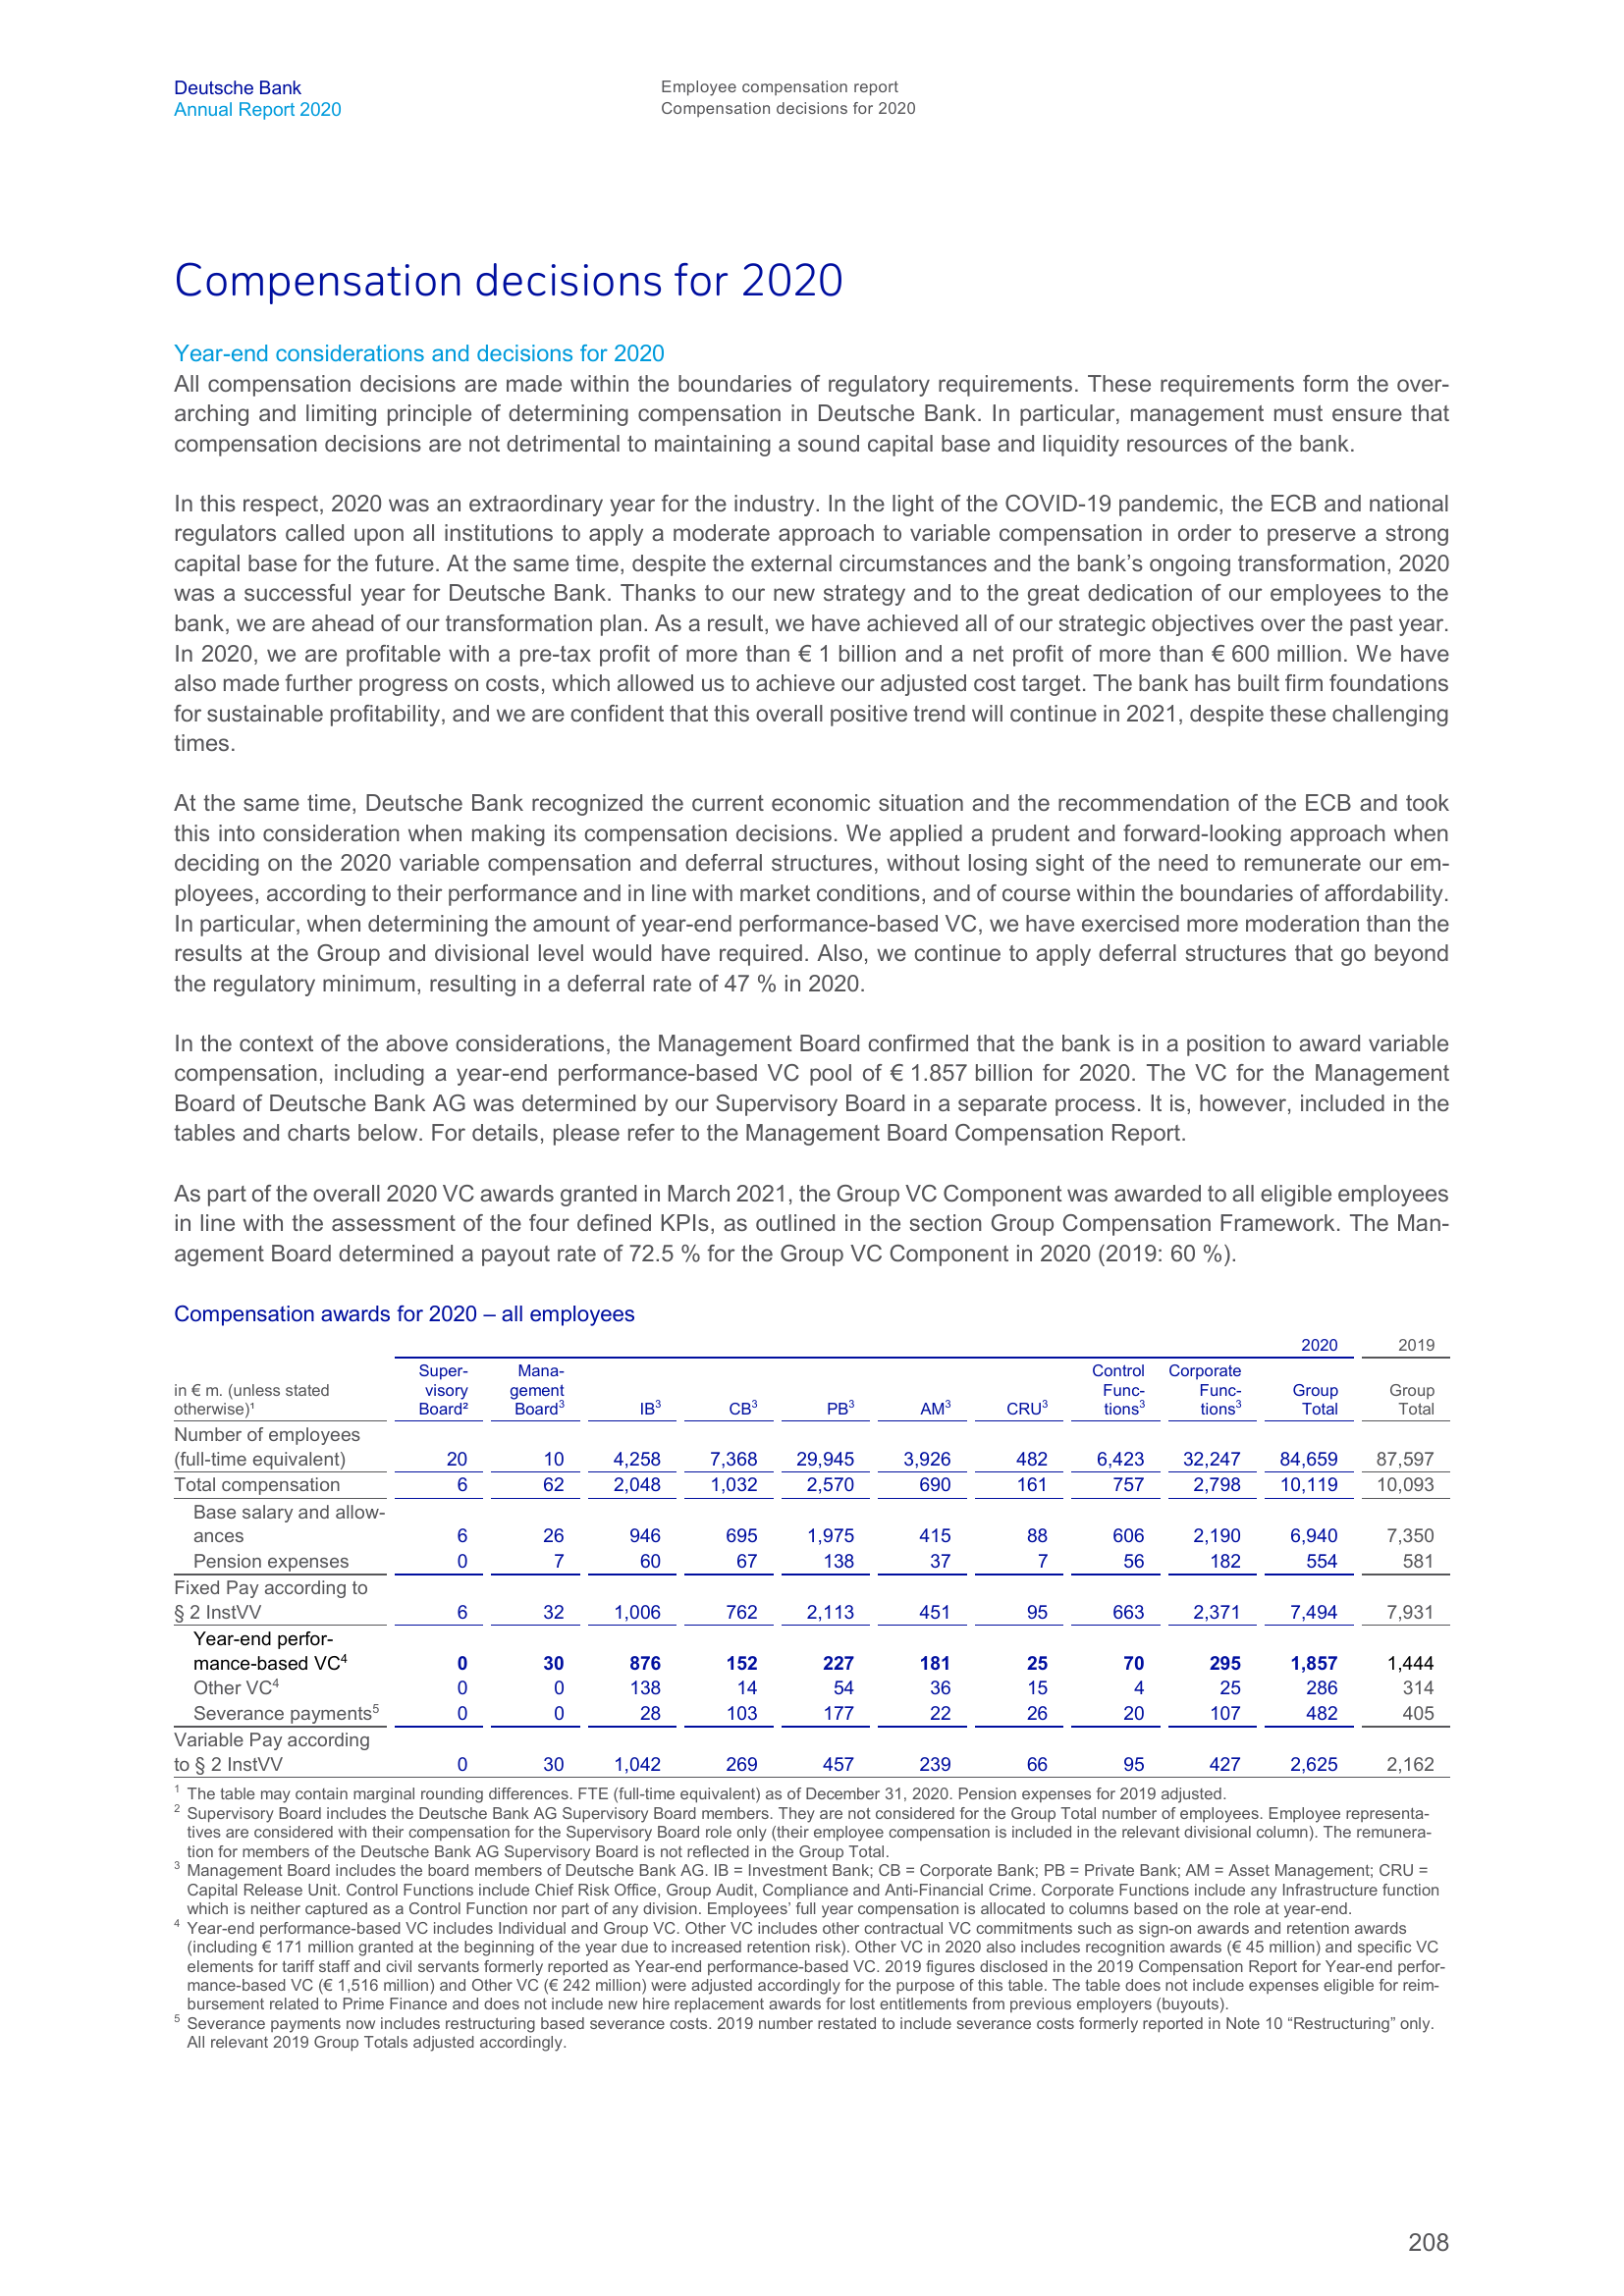 Deutsche Bank
Annual Report 2020
Employee compensation report
Compensation decisions for 2020
Compensation decisions for 2020
Year-end considerations and decisions for 2020
All compensation decisions are made within the boundaries of regulatory requirements. These requirements form the over-
arching and limiting principle of determining compensation in Deutsche Bank. In particular, management must ensure that
compensation decisions are not detrimental to maintaining a sound capital base and liquidity resources of the bank.
In this respect, 2020 was an extraordinary year for the industry. In the light of the COVID-19 pandemic, the ECB and national
regulators called upon all institutions to apply a moderate approach to variable compensation in order to preserve a strong
capital base for the future. At the same time, despite the external circumstances and the bank’s ongoing transformation, 2020
was a successful year for Deutsche Bank. Thanks to our new strategy and to the great dedication of our employees to the
bank, we are ahead of our transformation plan. As a result, we have achieved all of our strategic objectives over the past year.
In 2020, we are profitable with a pre-tax profit of more than € 1 billion and a net profit of more than € 600 million. We have
also made further progress on costs, which allowed us to achieve our adjusted cost target. The bank has built firm foundations
for sustainable profitability, and we are confident that this overall positive trend will continue in 2021, despite these challenging
times.
At the same time, Deutsche Bank recognized the current economic situation and the recommendation of the ECB and took
this into consideration when making its compensation decisions. We applied a prudent and forward-looking approach when
deciding on the 2020 variable compensation and deferral structures, without losing sight of the need to remunerate our em-
ployees, according to their performance and in line with market conditions, and of course within the boundaries of affordability.
In particular, when determining the amount of year-end performance-based VC, we have exercised more moderation than the
results at the Group and divisional level would have required. Also, we continue to apply deferral structures that go beyond
the regulatory minimum, resulting in a deferral rate of 47 % in 2020.
In the context of the above considerations, the Management Board confirmed that the bank is in a position to award variable
compensation, including a year-end performance-based VC pool of € 1.857 billion for 2020. The VC for the Management
Board of Deutsche Bank AG was determined by our Supervisory Board in a separate process. It is, however, included in the
tables and charts below. For details, please refer to the Management Board Compensation Report.
As part of the overall 2020 VC awards granted in March 2021, the Group VC Component was awarded to all eligible employees
in line with the assessment of the four defined KPIs, as outlined in the section Group Compensation Framework. The Man-
agement Board determined a payout rate of 72.5 % for the Group VC Component in 2020 (2019: 60 %).
Compensation awards for 2020 – all employees
2020 2019
Super- Mana- Control Corporate
in € m. (unless stated visory gement Func- Func- Group Group
otherwise)¹ Board² Board³ IB³ CB³ PB³ AM³ CRU³ tions³ tions³ Total Total
Number of employees
(full-time equivalent) 20 10 4,258 7,368 29,945 3,926 482 6,423 32,247 84,659 87,597
Total compensation 6 62 2,048 1,032 2,570 690 161 757 2,798 10,119 10,093
Base salary and allow-
ances 6 26 946 695 1,975 415 88 606 2,190 6,940 7,350
Pension expenses 0 7 60 67 138 37 7 56 182 554 581
Fixed Pay according to
§ 2 InstVV 6 32 1,006 762 2,113 451 95 663 2,371 7,494 7,931
Year-end perfor-
mance-based VC⁴ 0 30 876 152 227 181 25 70 295 1,857 1,444
Other VC⁴ 0 0 138 14 54 36 15 4 25 286 314
Severance payments⁵ 0 0 28 103 177 22 26 20 107 482 405
Variable Pay according
to § 2 InstVV 0 30 1,042 269 457 239 66 95 427 2,625 2,162
¹ The table may contain marginal rounding differences. FTE (full-time equivalent) as of December 31, 2020. Pension expenses for 2019 adjusted.
² Supervisory Board includes the Deutsche Bank AG Supervisory Board members. They are not considered for the Group Total number of employees. Employee representa-
tives are considered with their compensation for the Supervisory Board role only (their employee compensation is included in the relevant divisional column). The remunera-
tion for members of the Deutsche Bank AG Supervisory Board is not reflected in the Group Total.
³ Management Board includes the board members of Deutsche Bank AG. IB = Investment Bank; CB = Corporate Bank; PB = Private Bank; AM = Asset Management; CRU =
Capital Release Unit. Control Functions include Chief Risk Office, Group Audit, Compliance and Anti-Financial Crime. Corporate Functions include any Infrastructure function
which is neither captured as a Control Function nor part of any division. Employees’ full year compensation is allocated to columns based on the role at year-end.
⁴ Year-end performance-based VC includes Individual and Group VC. Other VC includes other contractual VC commitments such as sign-on awards and retention awards
(including € 171 million granted at the beginning of the year due to increased retention risk). Other VC in 2020 also includes recognition awards (€ 45 million) and specific VC
elements for tariff staff and civil servants formerly reported as Year-end performance-based VC. 2019 figures disclosed in the 2019 Compensation Report for Year-end perfor-
mance-based VC (€ 1,516 million) and Other VC (€ 242 million) were adjusted accordingly for the purpose of this table. The table does not include expenses eligible for reim-
bursement related to Prime Finance and does not include new hire replacement awards for lost entitlements from previous employers (buyouts).
⁵ Severance payments now includes restructuring based severance costs. 2019 number restated to include severance costs formerly reported in Note 10 “Restructuring” only.
All relevant 2019 Group Totals adjusted accordingly.
208